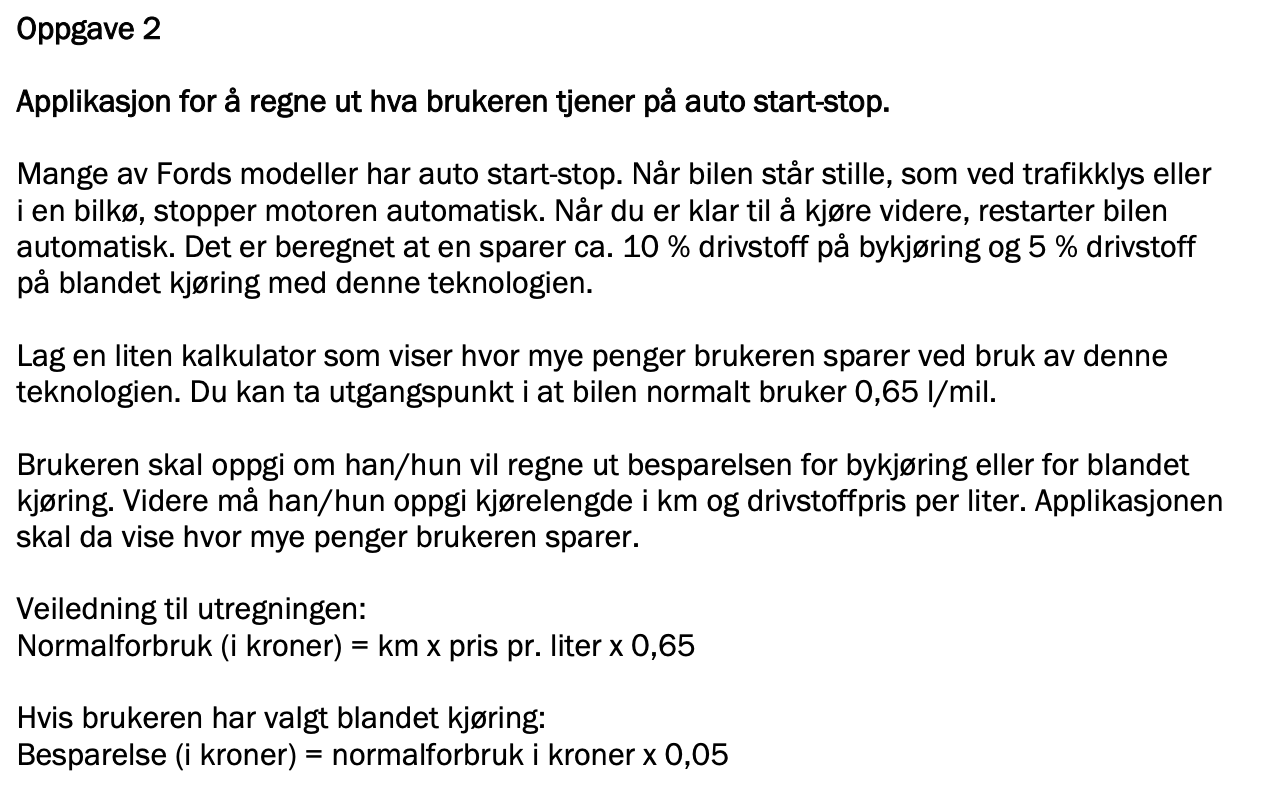 Oppgave 2
Applikasjon for å regne ut hva brukeren tjener på auto start-stop.
Mange av Fords modeller har auto start-stop. Når bilen står stille, som ved trafikklys eller
i en bilkø, stopper motoren automatisk. Når du er klar til å kjøre videre, restarter bilen
automatisk. Det er beregnet at en sparer ca. 10 % drivstoff på bykjøring og 5 % drivstoff
på blandet kjøring med denne teknologien.
Lag en liten kalkulator som viser hvor mye penger brukeren sparer ved bruk av denne
teknologien. Du kan ta utgangspunkt i at bilen normalt bruker 0,65 l/mil.
Brukeren skal oppgi om han/hun vil regne ut besparelsen for bykjøring eller for blandet
kjøring. Videre må han/hun oppgi kjørelengde i km og drivstoffpris per liter. Applikasjonen
skal da vise hvor mye penger brukeren sparer.
Veiledning til utregningen:
Normalforbruk (i kroner) = km x pris pr. liter x 0,65
Hvis brukeren har valgt blandet kjøring:
Besparelse (i kroner) = normalforbruk i kroner x 0,05